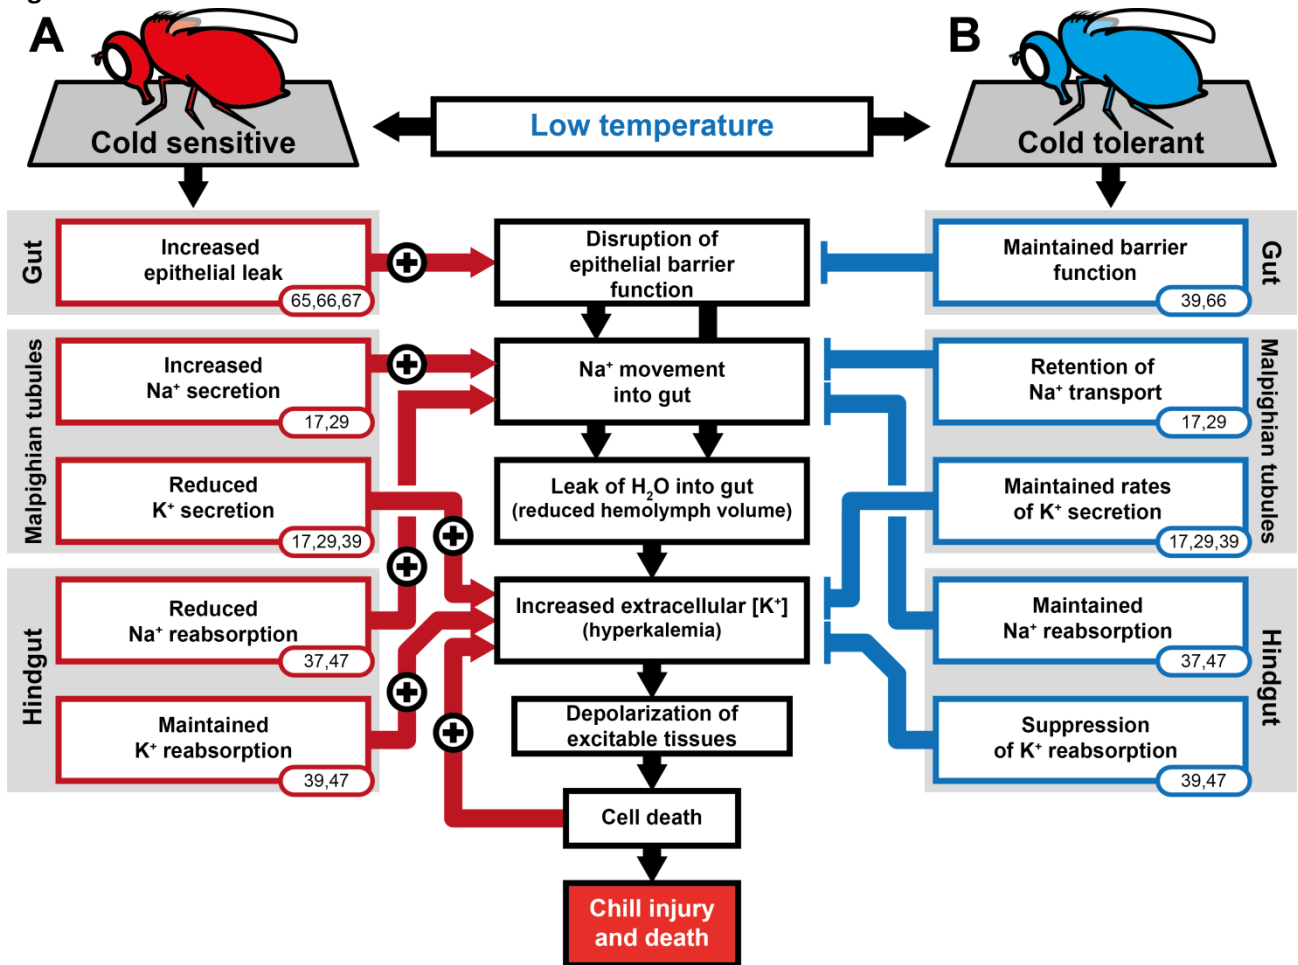 A
B
Cold sensitive
Low temperature
Cold tolerant
Gut
Increased
epithelial leak
65,66,67
Disruption of
epithelial barrier
function
Maintained barrier
function
39,66
Gut
Malpighian tubules
Increased
Na⁺ secretion
17,29
Na⁺ movement
into gut
Retention of
Na⁺ transport
17,29
Malpighian tubules
Reduced
K⁺ secretion
17,29,39
Leak of H₂O into gut
(reduced hemolymph volume)
Maintained rates
of K⁺ secretion
17,29,39
Hindgut
Reduced
Na⁺ reabsorption
37,47
Increased extracellular [K⁺]
(hyperkalemia)
Maintained
Na⁺ reabsorption
37,47
Hindgut
Maintained
K⁺ reabsorption
39,47
Depolarization of
excitable tissues
Suppression
of K⁺ reabsorption
39,47
Cell death
Chill injury
and death